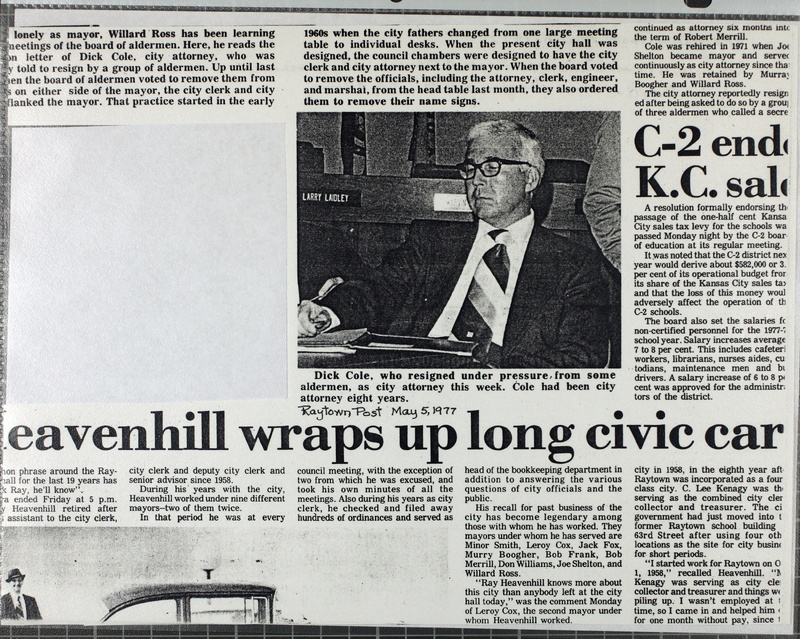 lonely as mayor, Willard Ross has been learning
meetings of the board of aldermen. Here, he reads the
letter of Dick Cole, city attorney, who was
told to resign by a group of aldermen. Up until last
the board of aldermen voted to remove them from
on either side of the mayor, the city clerk and city
flanked the mayor. That practice started in the early
1960s when the city fathers changed from one large meeting
table to individual desks. When the present city hall was
designed, the council chambers were designed to have the city
clerk and city attorney next to the mayor. When the board voted
to remove the officials, including the attorney, clerk, engineer,
and marshal, from the head table last month, they also ordered
them to remove their name signs.
continued as attorney six months into
the term of Robert Merrill.
Cole was rehired in 1971 when Joe
Shelton became mayor and served
continuously as city attorney since that
time. He was retained by Murray
Boogher and Willard Ross.
The city attorney reportedly resign
ed after being asked to do so by a group
of three aldermen who called a secre
LARRY LAIDLEY
Dick Cole, who resigned under pressure from some
aldermen, as city attorney this week. Cole had been city
attorney eight years.
Raytown Post May 5, 1977
C-2 end
K.C. sal
A resolution formally endorsing th
passage of the one-half cent Kansa
City sales tax levy for the schools wa
passed Monday night by the C-2 boar
of education at its regular meeting.
It was noted that the C-2 district nex
year would derive about $582,000 or 3.
per cent of its operational budget from
its share of the Kansas City sales tax
and that the loss of this money woul
adversely affect the operation of th
C-2 schools.
The board also set the salaries fo
non-certified personnel for the 1977-7
school year. Salary increases average
7 to 8 per cent. This includes cafeteri
workers, librarians, nurses aides, cu
todians, maintenance men and bu
drivers. A salary increase of 6 to 8 pe
cent was approved for the administra
tors of the district.
eavenhill wraps up long civic car
hon phrase around the Ray-
hall for the last 19 years has
k Ray, he'll know".
a ended Friday at 5 p.m.
y Heavenhill retired after
assistant to the city clerk,
city clerk and deputy city clerk and
senior advisor since 1958.
During his years with the city,
Heavenhill worked under nine different
mayors--two of them twice.
In that period he was at every
council meeting, with the exception of
two from which he was excused, and
took his own minutes of all the
meetings. Also during his years as city
clerk, he checked and filed away
hundreds of ordinances and served as
head of the bookkeeping department in
addition to answering the various
questions of city officials and the
public.
His recall for past business of the
city has become legendary among
those with whom he has worked. They
mayors under whom he has served are
Minor Smith, Leroy Cox, Jack Fox,
Murry Boogher, Bob Frank, Bob
Merrill, Don Williams, Joe Shelton, and
Willard Ross.
"Ray Heavenhill knows more about
this city than anybody left at the city
hall today," was the comment Monday
of Leroy Cox, the second mayor under
whom Heavenhill worked.
city in 1958, in the eighth year aft
Raytown was incorporated as a four
class city. C. Lee Kenagy was th
serving as the combined city cler
collector and treasurer. The ci
government had just moved into t
former Raytown school building
63rd Street after using four oth
locations as the site for city busine
for short periods.
"I started work for Raytown on O
1, 1958," recalled Heavenhill. "M
Kenagy was serving as city cle
collector and treasurer and things we
piling up. I wasn't employed at
time, so I came in and helped him
for one month without pay, since